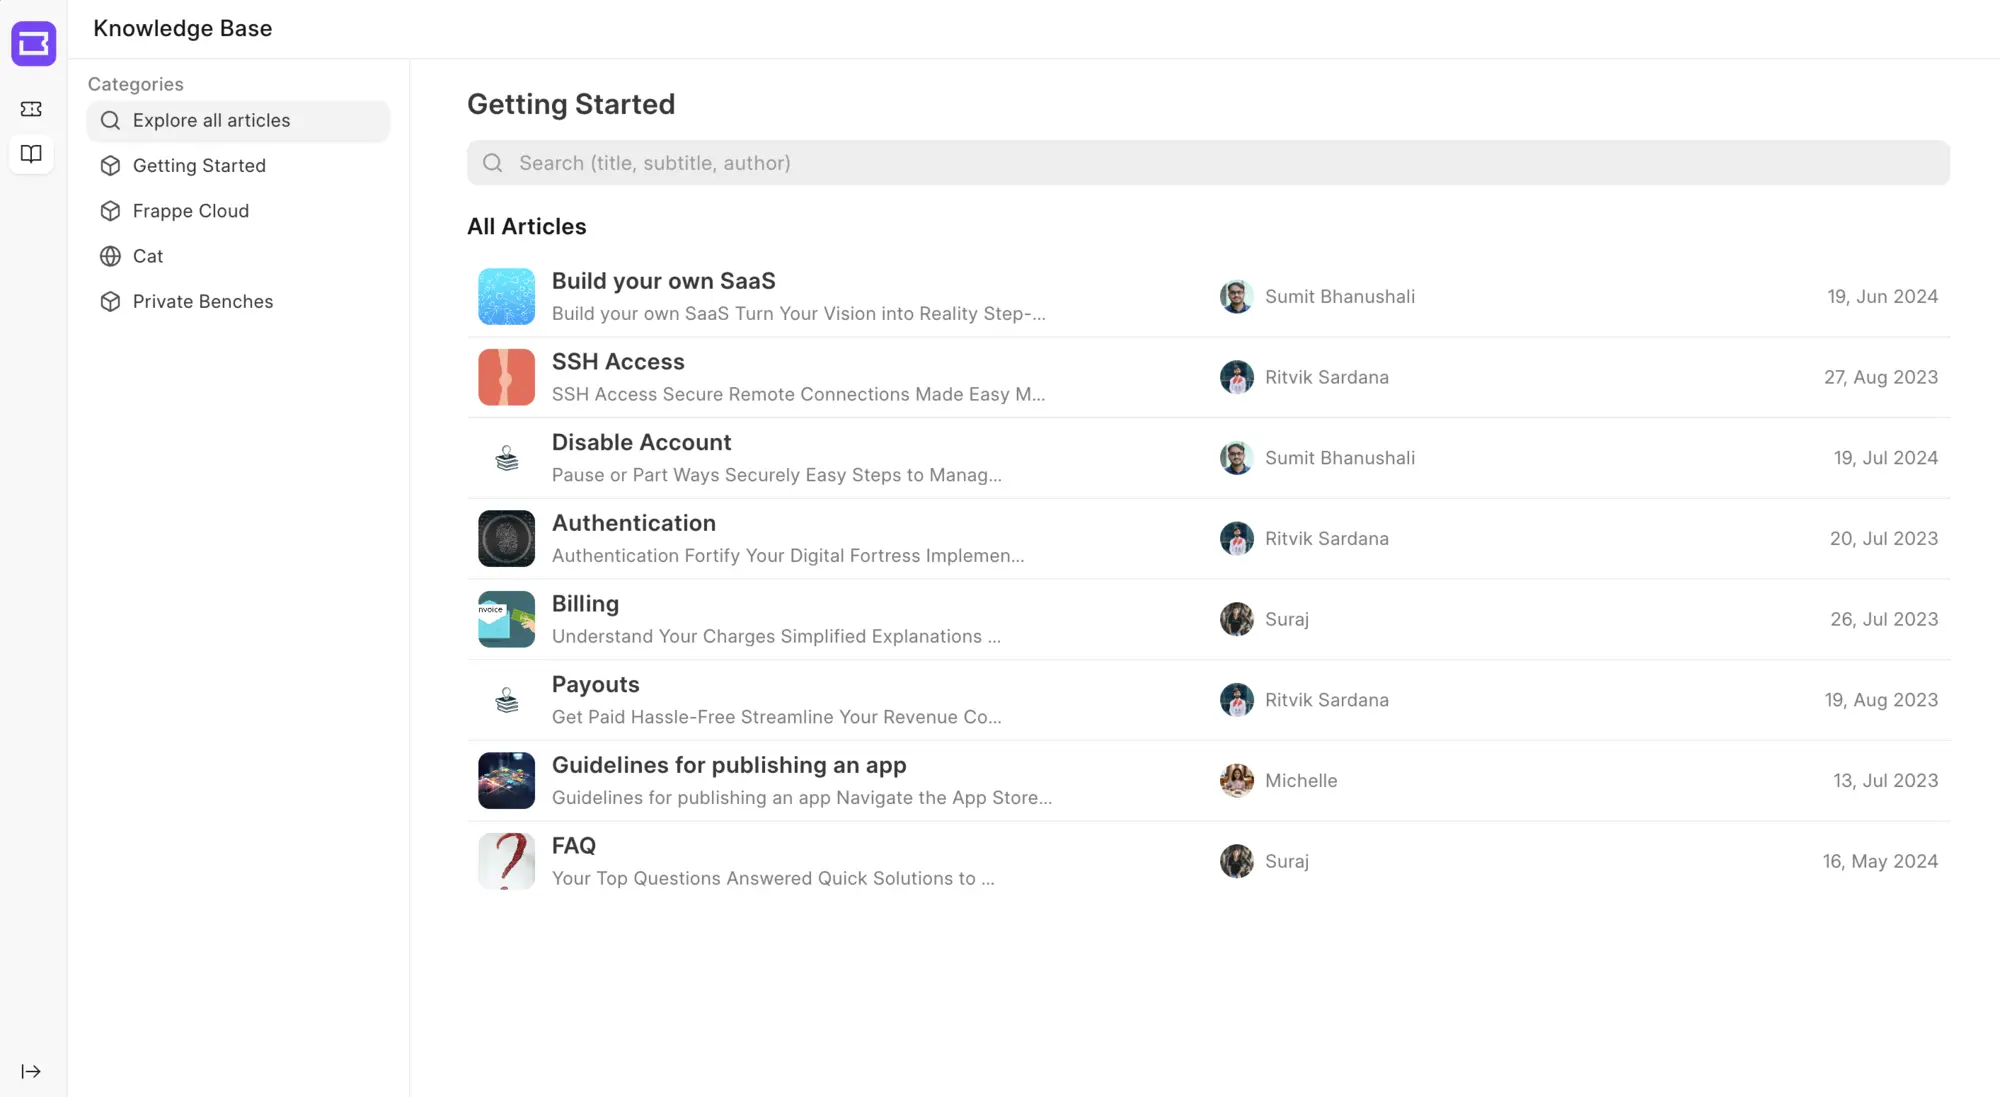 Knowledge Base
Categories
Explore all articles
Getting Started
Frappe Cloud
Cat
Private Benches
Getting Started
Search (title, subtitle, author)
All Articles
Build your own SaaS
Build your own SaaS Turn Your Vision into Reality Step-...
Sumit Bhanushali
19, Jun 2024
SSH Access
SSH Access Secure Remote Connections Made Easy M...
Ritvik Sardana
27, Aug 2023
Disable Account
Pause or Part Ways Securely Easy Steps to Manag...
Sumit Bhanushali
19, Jul 2024
Authentication
Authentication Fortify Your Digital Fortress Implemen...
Ritvik Sardana
20, Jul 2023
nvoice
Billing
Understand Your Charges Simplified Explanations ...
Suraj
26, Jul 2023
Payouts
Get Paid Hassle-Free Streamline Your Revenue Co...
Ritvik Sardana
19, Aug 2023
Guidelines for publishing an app
Guidelines for publishing an app Navigate the App Store...
Michelle
13, Jul 2023
FAQ
Your Top Questions Answered Quick Solutions to ...
Suraj
16, May 2024